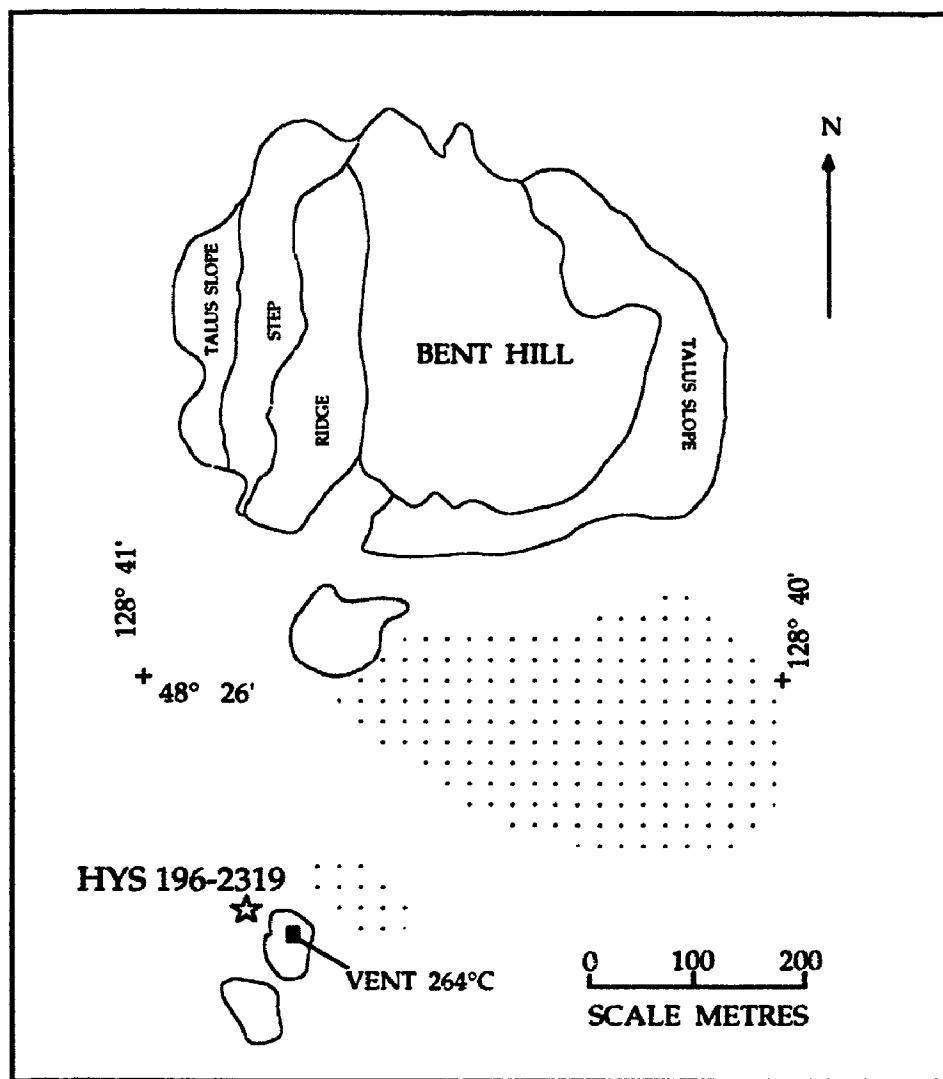 N
TALUS SLOPE
STEP
RIDGE
BENT HILL
TALUS SLOPE
128° 41'
128° 40'
48° 26'
HYS 196-2319
VENT 264°C
0 100 200
SCALE METRES